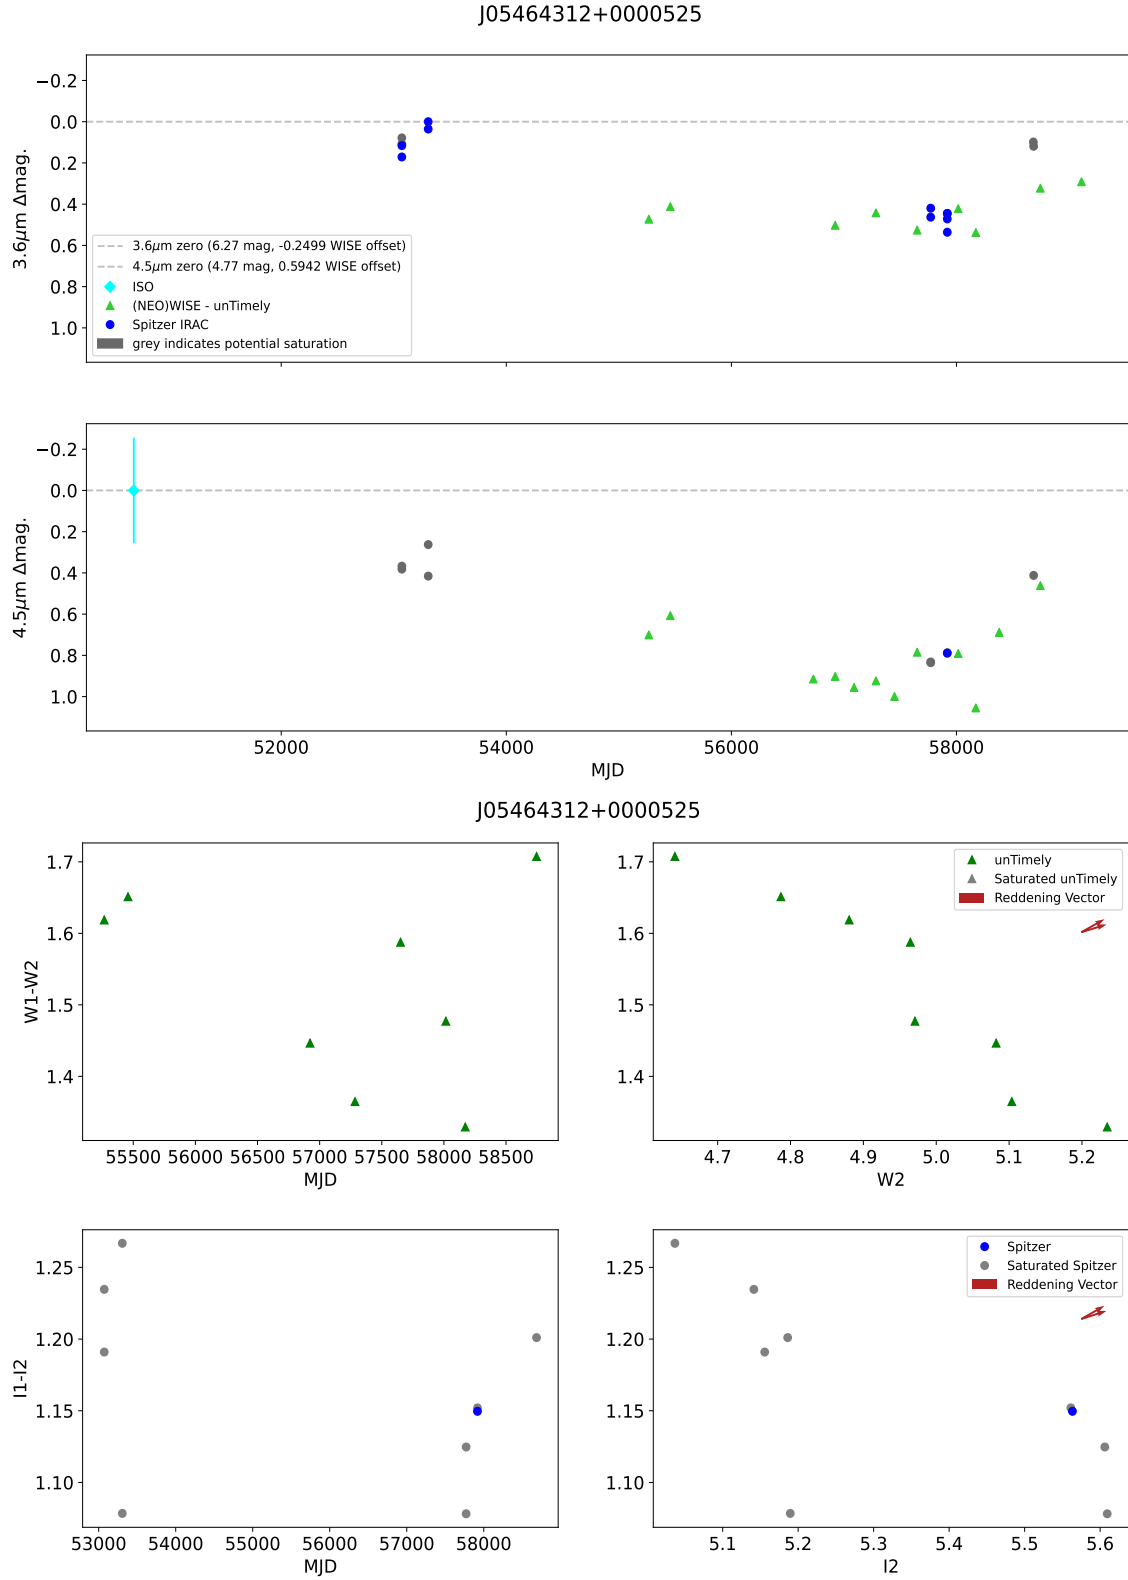 J05464312+0000525
−0.2
0.0
0.2
0.4
0.6
0.8
1.0
3.6μm Δmag.
3.6μm zero (6.27 mag, -0.2499 WISE offset)
4.5μm zero (4.77 mag, 0.5942 WISE offset)
ISO
(NEO)WISE - unTimely
Spitzer IRAC
grey indicates potential saturation
−0.2
0.0
0.2
0.4
0.6
0.8
1.0
4.5μm Δmag.
52000 54000 56000 58000
MJD
J05464312+0000525
1.7
1.6
1.5
1.4
W1-W2
55500 56000 56500 57000 57500 58000 58500
MJD
1.7
1.6
1.5
1.4
unTimely
Saturated unTimely
Reddening Vector
4.7 4.8 4.9 5.0 5.1 5.2
W2
1.25
1.20
1.15
1.10
I1-I2
53000 54000 55000 56000 57000 58000
MJD
1.25
1.20
1.15
1.10
Spitzer
Saturated Spitzer
Reddening Vector
5.1 5.2 5.3 5.4 5.5 5.6
I2